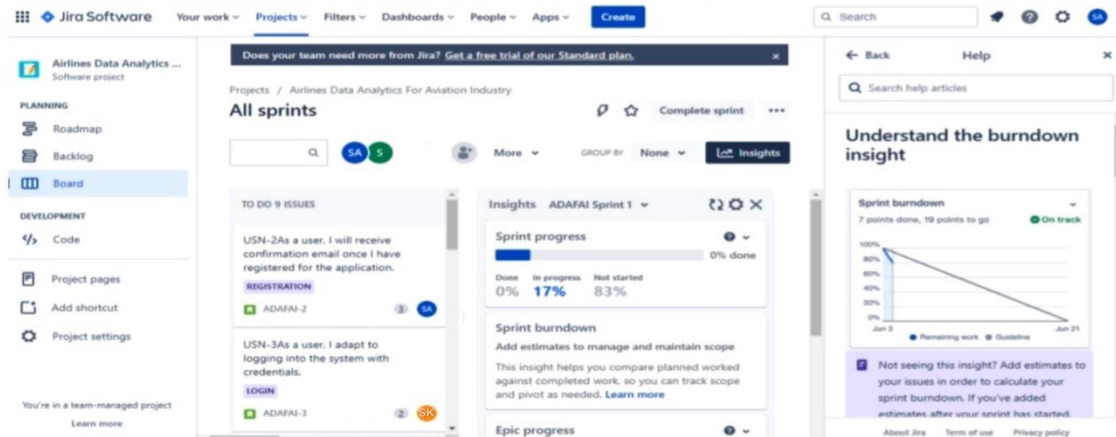 Jira Software
Your work
Projects
Filters
Dashboards
People
Apps
Create
Search
SA
Airlines Data Analytics ...
Software project
PLANNING
Roadmap
Backlog
Board
DEVELOPMENT
Code
Project pages
Add shortcut
Project settings
You're in a team-managed project
Learn more
Does your team need more from Jira? Get a free trial of our Standard plan.
Projects / Airlines Data Analytics For Aviation Industry
All sprints
Complete sprint
SA S
More
GROUP BY None
Insights
TO DO 9 ISSUES
USN-2As a user, I will receive
confirmation email once I have
registered for the application.
REGISTRATION
ADAFAI-2
3 SA
USN-3As a user. I adapt to
logging into the system with
credentials.
LOGIN
ADAFAI-3
2 SK
Insights ADAFAI Sprint 1
Sprint progress
0% done
Done In progress Not started
0% 17% 83%
Sprint burndown
Add estimates to manage and maintain scope
This insight helps you compare planned worked
against completed work, so you can track scope
and pivot as needed. Learn more
Epic progress
Back
Help
Search help articles
Understand the burndown
insight
Sprint burndown
7 points done, 19 points to go
On track
100%
80%
60%
40%
20%
0%
Jun 3
Jun 21
Remaining work Guideline
Not seeing this insight? Add estimates to
your issues in order to calculate your
sprint burndown. If you've added
estimates after your sprint has started,
About Jira Term of use Privacy policy